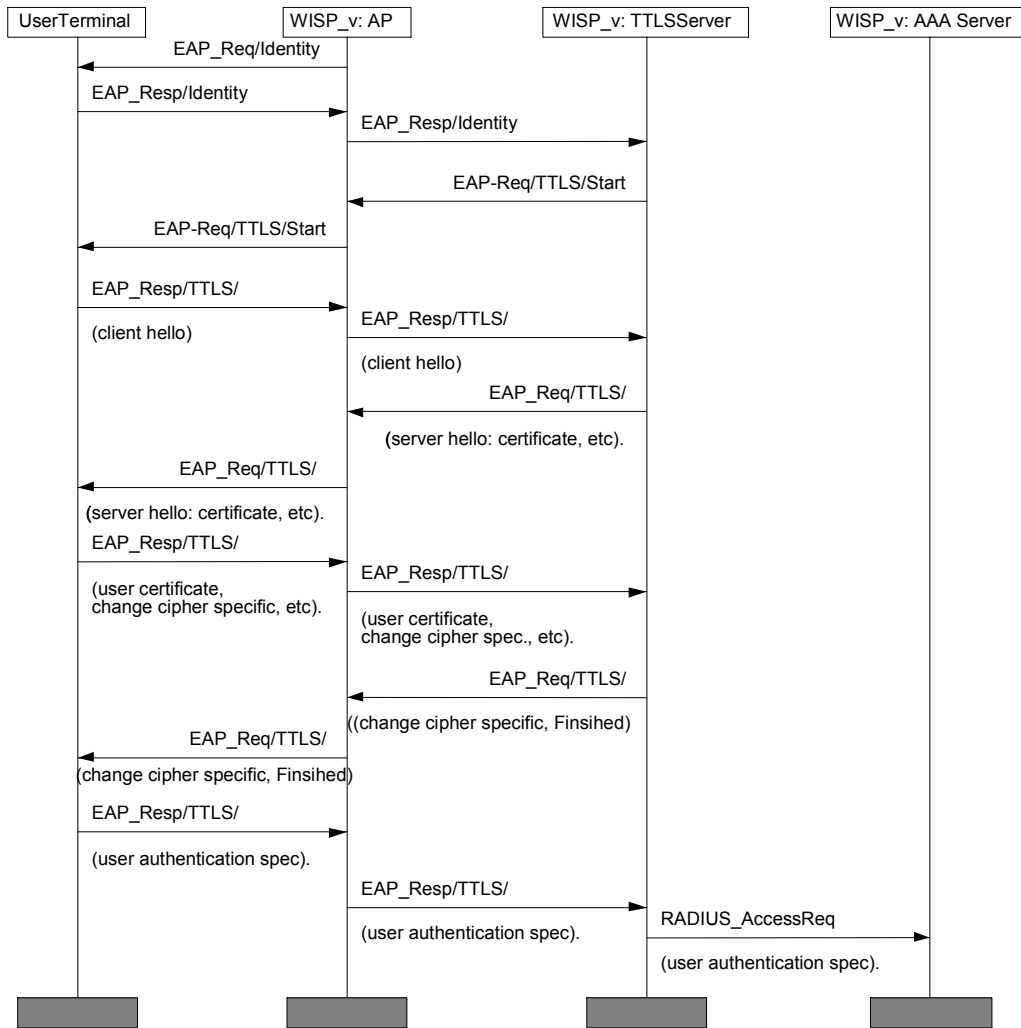 UserTerminal
WISP_v: AP
WISP_v: TTLSServer
WISP_v: AAA Server
EAP_Req/Identity
EAP_Resp/Identity
EAP_Resp/Identity
EAP-Req/TTLS/Start
EAP-Req/TTLS/Start
EAP_Resp/TTLS/
(client hello)
EAP_Resp/TTLS/
(client hello)
EAP_Req/TTLS/
(server hello: certificate, etc).
EAP_Req/TTLS/
(server hello: certificate, etc).
EAP_Resp/TTLS/
(user certificate,
change cipher specific, etc).
EAP_Resp/TTLS/
(user certificate,
change cipher spec., etc).
EAP_Req/TTLS/
((change cipher specific, Finsihed)
EAP_Req/TTLS/
(change cipher specific, Finsihed)
EAP_Resp/TTLS/
(user authentication spec).
EAP_Resp/TTLS/
(user authentication spec).
RADIUS_AccessReq
(user authentication spec).